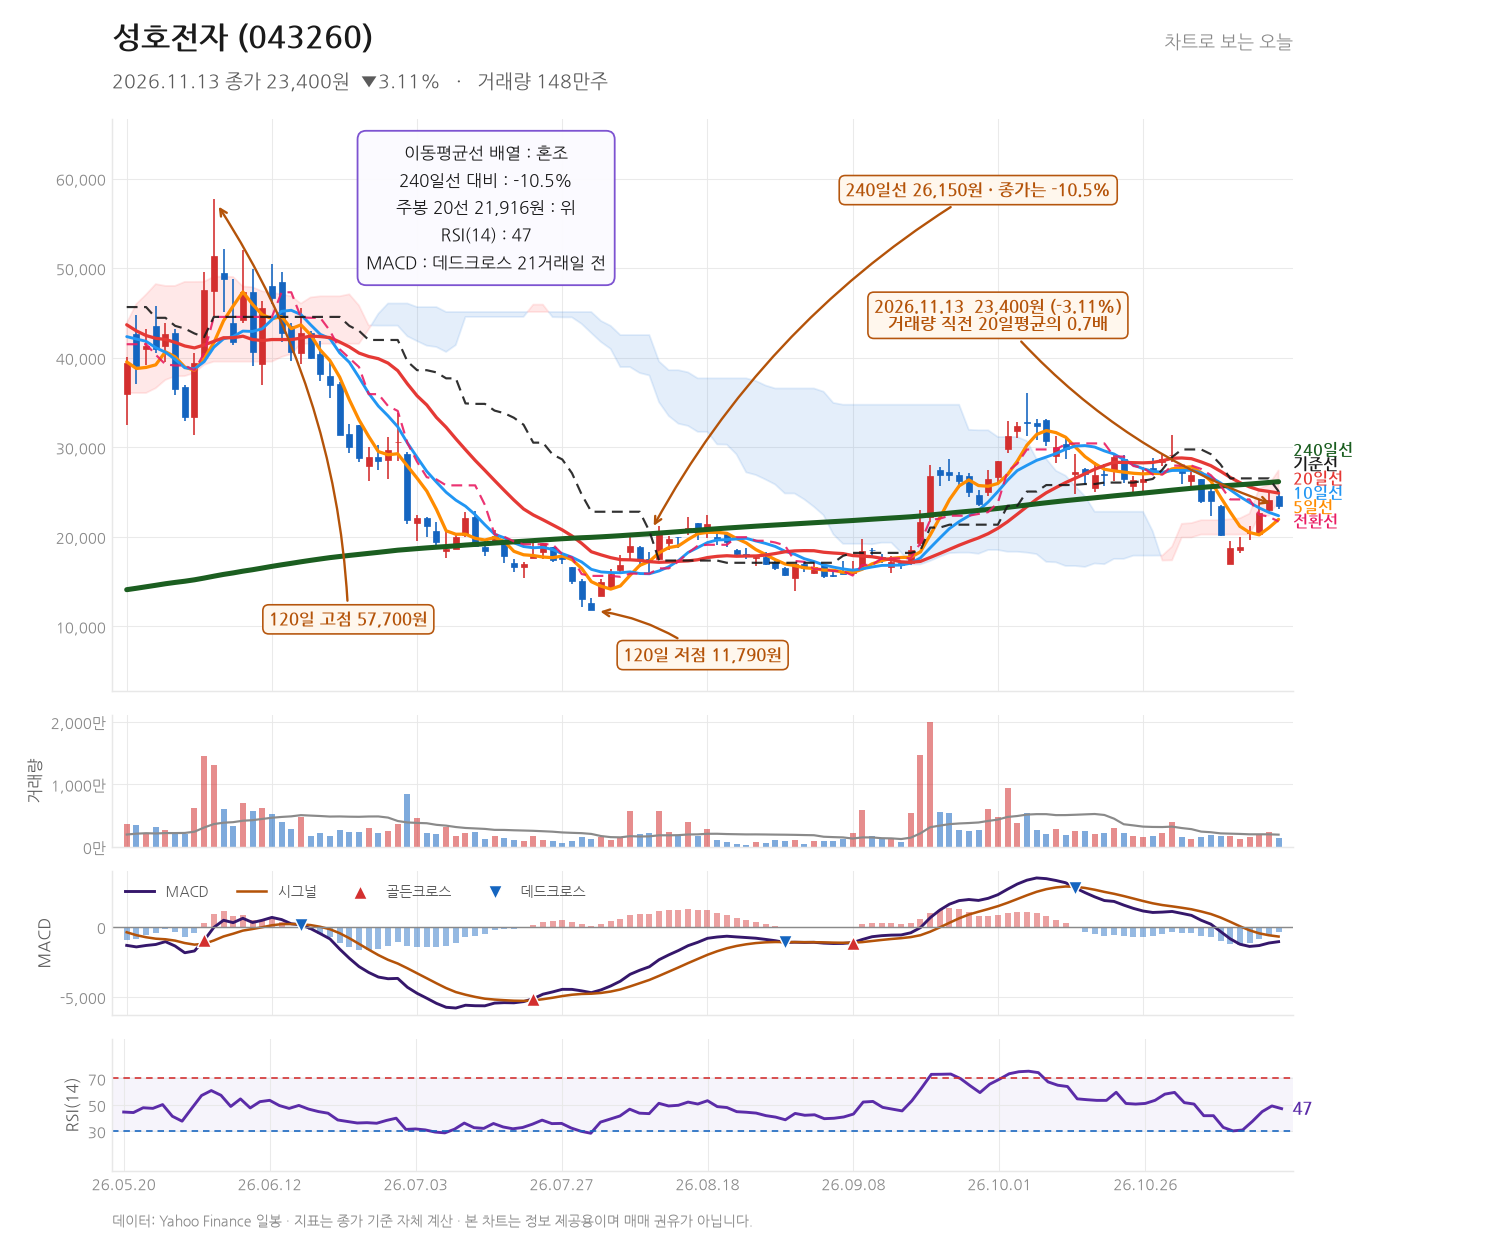 성호전자 (043260)
차트로 보는 오늘
2026.11.13 종가 23,400원 ▼3.11% · 거래량 148만주
이동평균선 배열 : 혼조
240일선 대비 : -10.5%
주봉 20선 21,916원 : 위
RSI(14) : 47
MACD : 데드크로스 21거래일 전
240일선 26,150원 · 종가는 -10.5%
2026.11.13 23,400원 (-3.11%)
거래량 직전 20일평균의 0.7배
120일 고점 57,700원
120일 저점 11,790원
60,000
50,000
40,000
30,000
20,000
10,000
240일선
기준선
20일선
10일선
5일선
전환선
거래량
2,000만
1,000만
0만
MACD
MACD
시그널
골든크로스
데드크로스
0
-5,000
RSI(14)
70
50
30
47
26.05.20
26.06.12
26.07.03
26.07.27
26.08.18
26.09.08
26.10.01
26.10.26
데이터: Yahoo Finance 일봉 · 지표는 종가 기준 자체 계산 · 본 차트는 정보 제공용이며 매매 권유가 아닙니다.